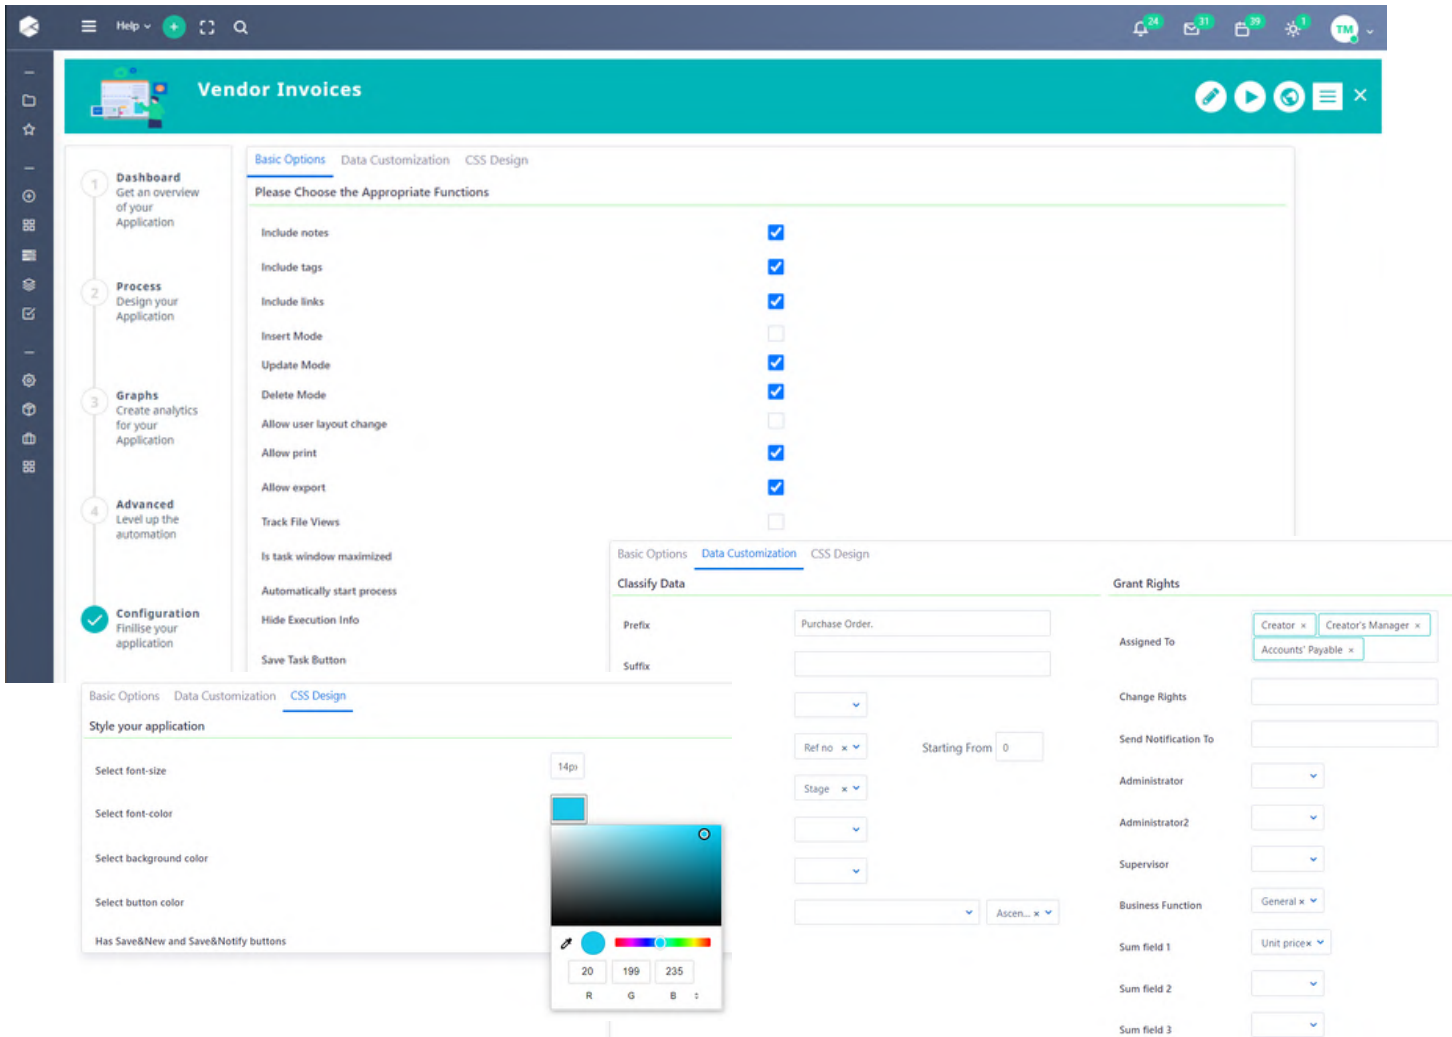 Help
24
31
39
1
TM
Vendor Invoices
1
Dashboard
Get an overview
of your
Application
2
Process
Design your
Application
3
Graphs
Create analytics
for your
Application
4
Advanced
Level up the
automation
Configuration
Finilise your
application
Basic Options Data Customization CSS Design
Please Choose the Appropriate Functions
Include notes
Include tags
Include links
Insert Mode
Update Mode
Delete Mode
Allow user layout change
Allow print
Allow export
Track File Views
Is task window maximized
Automatically start process
Hide Execution Info
Save Task Button
Basic Options Data Customization CSS Design
Classify Data
Prefix Purchase Order.
Suffix
Ref no × Starting From 0
Stage ×
Ascen... ×
Grant Rights
Assigned To Creator × Creator's Manager ×
Accounts' Payable ×
Change Rights
Send Notification To
Administrator
Administrator2
Supervisor
Business Function General ×
Sum field 1 Unit price×
Sum field 2
Sum field 3
Basic Options Data Customization CSS Design
Style your application
Select font-size 14px
Select font-color
Select background color
Select button color
Has Save&New and Save&Notify buttons
20 199 235
R G B